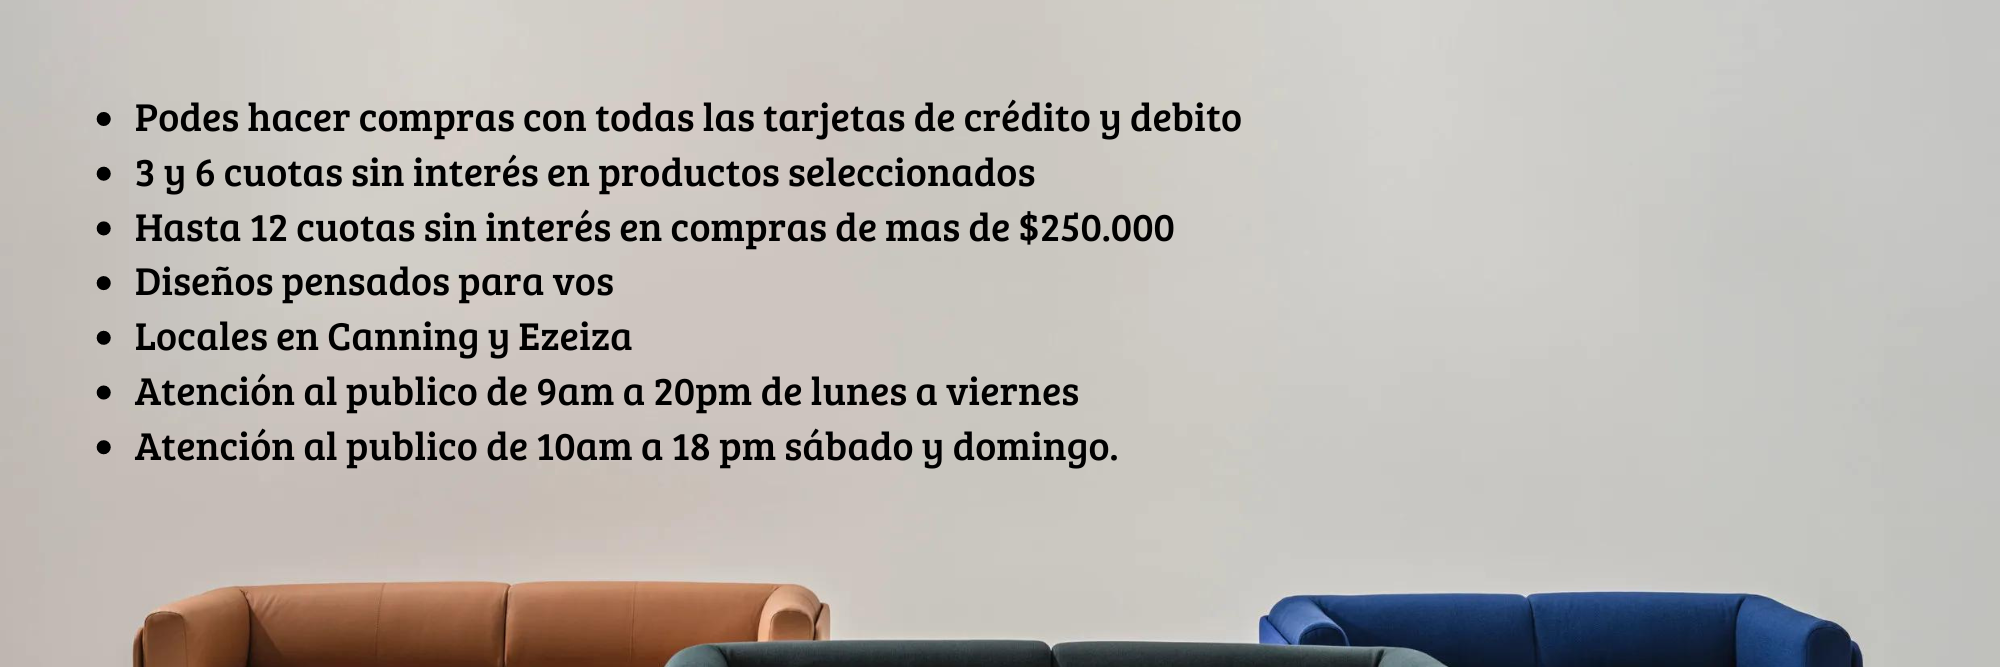 • Podes hacer compras con todas las tarjetas de crédito y debito
• 3 y 6 cuotas sin interés en productos seleccionados
• Hasta 12 cuotas sin interés en compras de mas de $250.000
• Diseños pensados para vos
• Locales en Canning y Ezeiza
• Atención al publico de 9am a 20pm de lunes a viernes
• Atención al publico de 10am a 18 pm sábado y domingo.